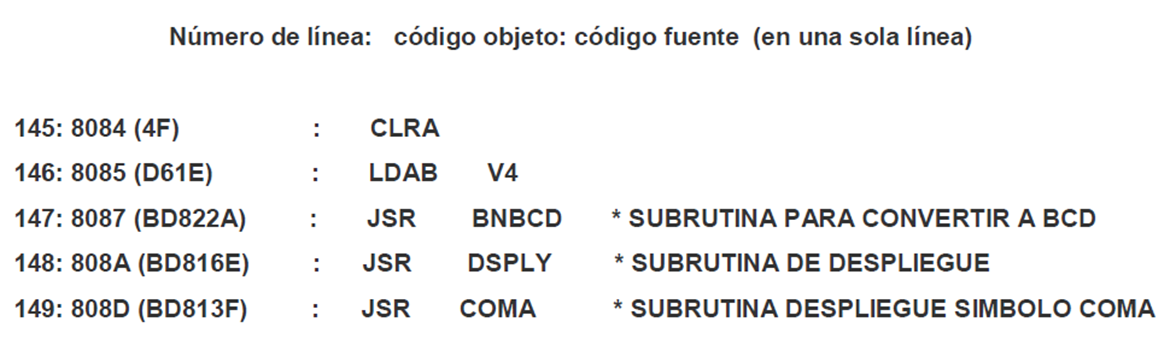 Número de línea: código objeto: código fuente (en una sola línea)
145: 8084 (4F) : CLRA
146: 8085 (D61E) : LDAB V4
147: 8087 (BD822A) : JSR BNBCD * SUBRUTINA PARA CONVERTIR A BCD
148: 808A (BD816E) : JSR DSPLY * SUBRUTINA DE DESPLIEGUE
149: 808D (BD813F) : JSR COMA * SUBRUTINA DESPLIEGUE SIMBOLO COMA